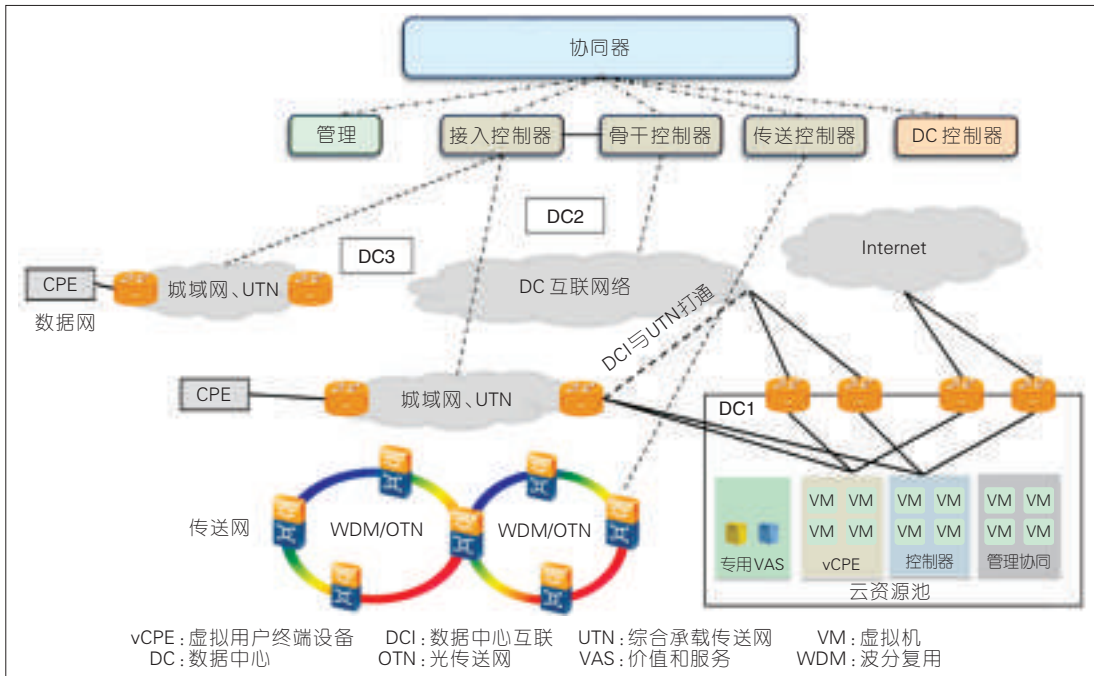 协同器
管理
接入控制器
骨干控制器
传送控制器
DC 控制器
DC2
DC3
Internet
CPE
城域网、UTN
DC 互联网络
数据网
DCI与UTN打通
CPE
城域网、UTN
DC1
传送网
WDM/OTN
WDM/OTN
VM VM VM VM VM VM
VM VM VM VM VM VM
专用VAS
vCPE
控制器
管理协同
云资源池
vCPE：虚拟用户终端设备 DCI：数据中心互联 UTN：综合承载传送网 VM：虚拟机
DC：数据中心 OTN：光传送网 VAS：价值和服务 WDM：波分复用